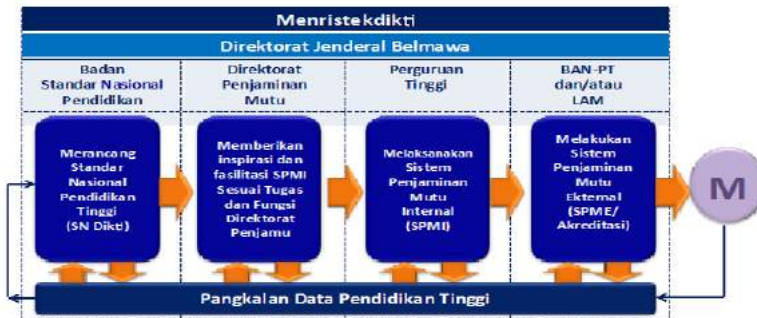 Menristekdikti
Direktorat Jenderal Belmawa
Badan
Standar Nasional
Pendidikan
Direktorat
Penjaminan
Mutu
Perguruan
Tinggi
BAN-PT
dan/atau
LAM
Merancang
Standar
Nasional
Pendidikan
Tinggi
(SN Dikti)
Memberikan
inspirasi dan
fasilitasi SPMI
Sesuai Tugas
dan Fungsi
Direktorat
Penjamu
Melaksanakan
Sistem
Penjaminan
Mutu
Internal
(SPMI)
Melakukan
Sistem
Penjaminan
Mutu
Ekternal
(SPME/
Akreditasi)
M
Pangkalan Data Pendidikan Tinggi